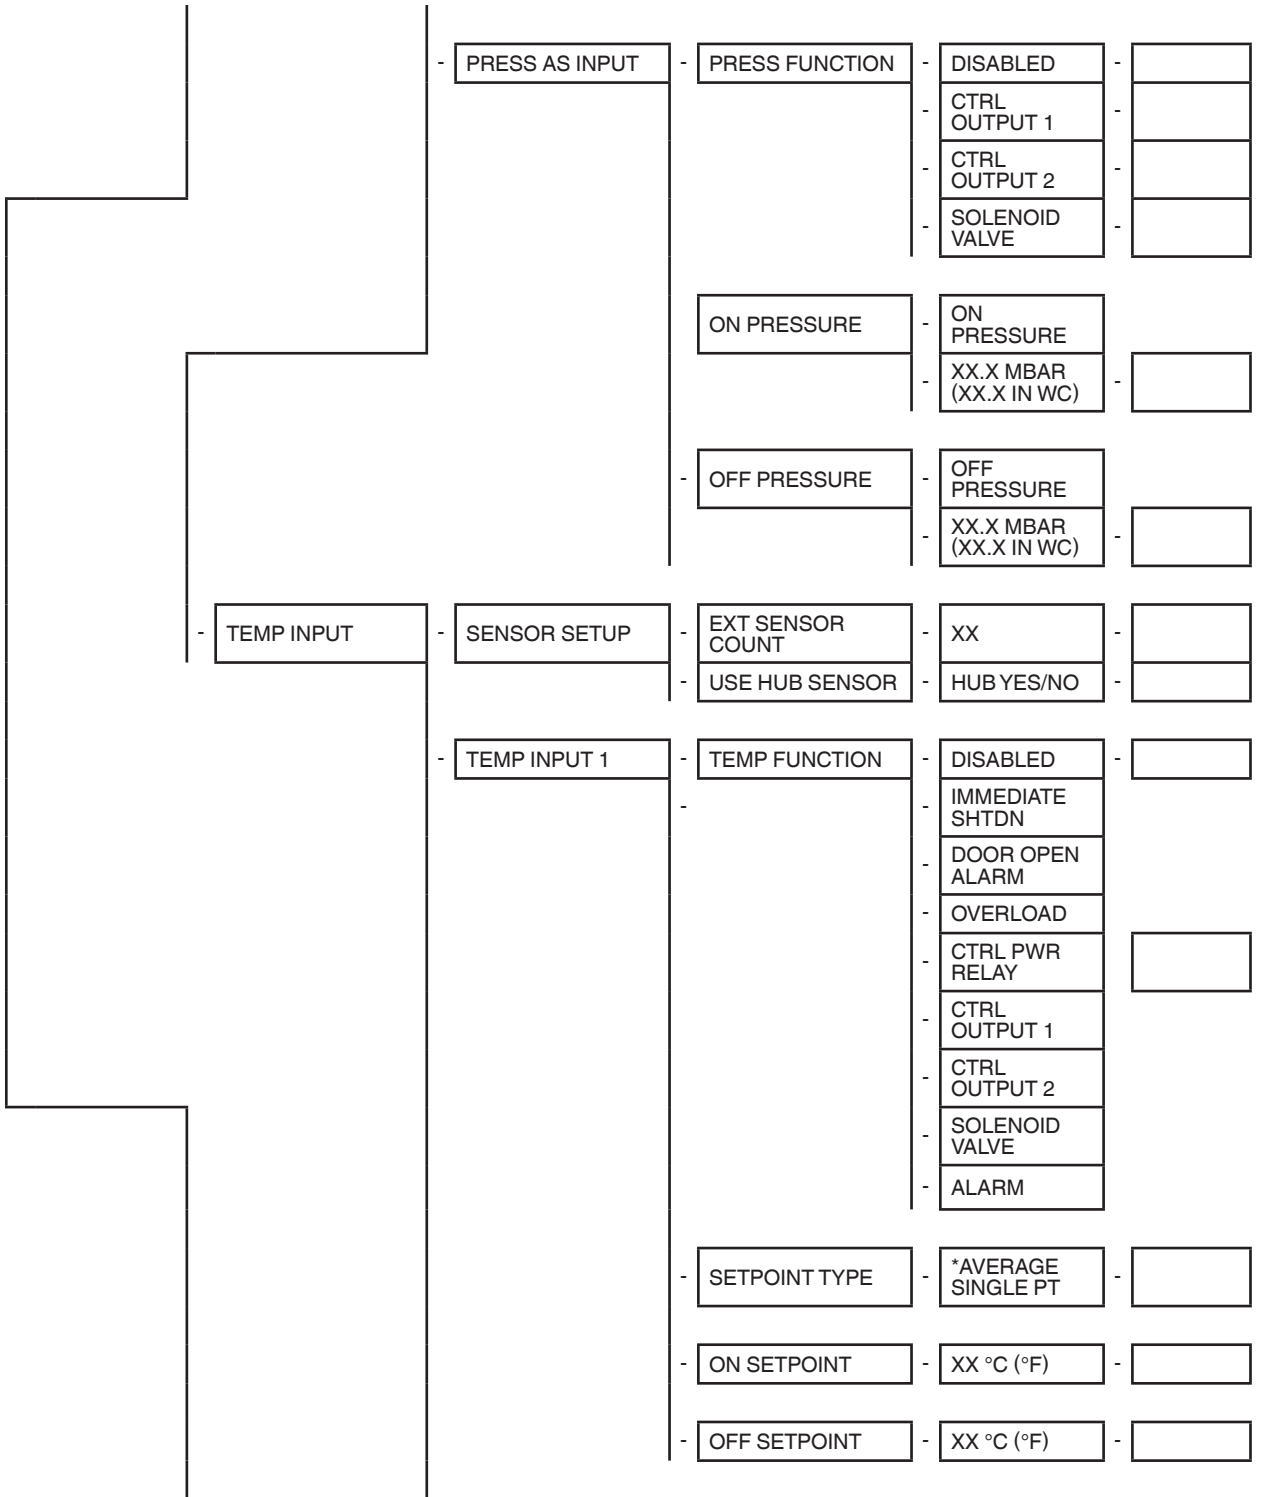 - PRESS AS INPUT - PRESS FUNCTION - DISABLED -
- CTRL
OUTPUT 1 -
- CTRL
OUTPUT 2 -
- SOLENOID
VALVE -
ON PRESSURE - ON
PRESSURE
- XX.X MBAR
(XX.X IN WC) -
- OFF PRESSURE - OFF
PRESSURE
- XX.X MBAR
(XX.X IN WC) -
- TEMP INPUT - SENSOR SETUP - EXT SENSOR
COUNT - XX -
- USE HUB SENSOR - HUB YES/NO -
- TEMP INPUT 1 - TEMP FUNCTION - DISABLED -
- - IMMEDIATE
SHTDN
- DOOR OPEN
ALARM
- OVERLOAD
- CTRL PWR
RELAY
- CTRL
OUTPUT 1
- CTRL
OUTPUT 2
- SOLENOID
VALVE
- ALARM
- SETPOINT TYPE - *AVERAGE
SINGLE PT -
- ON SETPOINT - XX °C (°F) -
- OFF SETPOINT - XX °C (°F) -